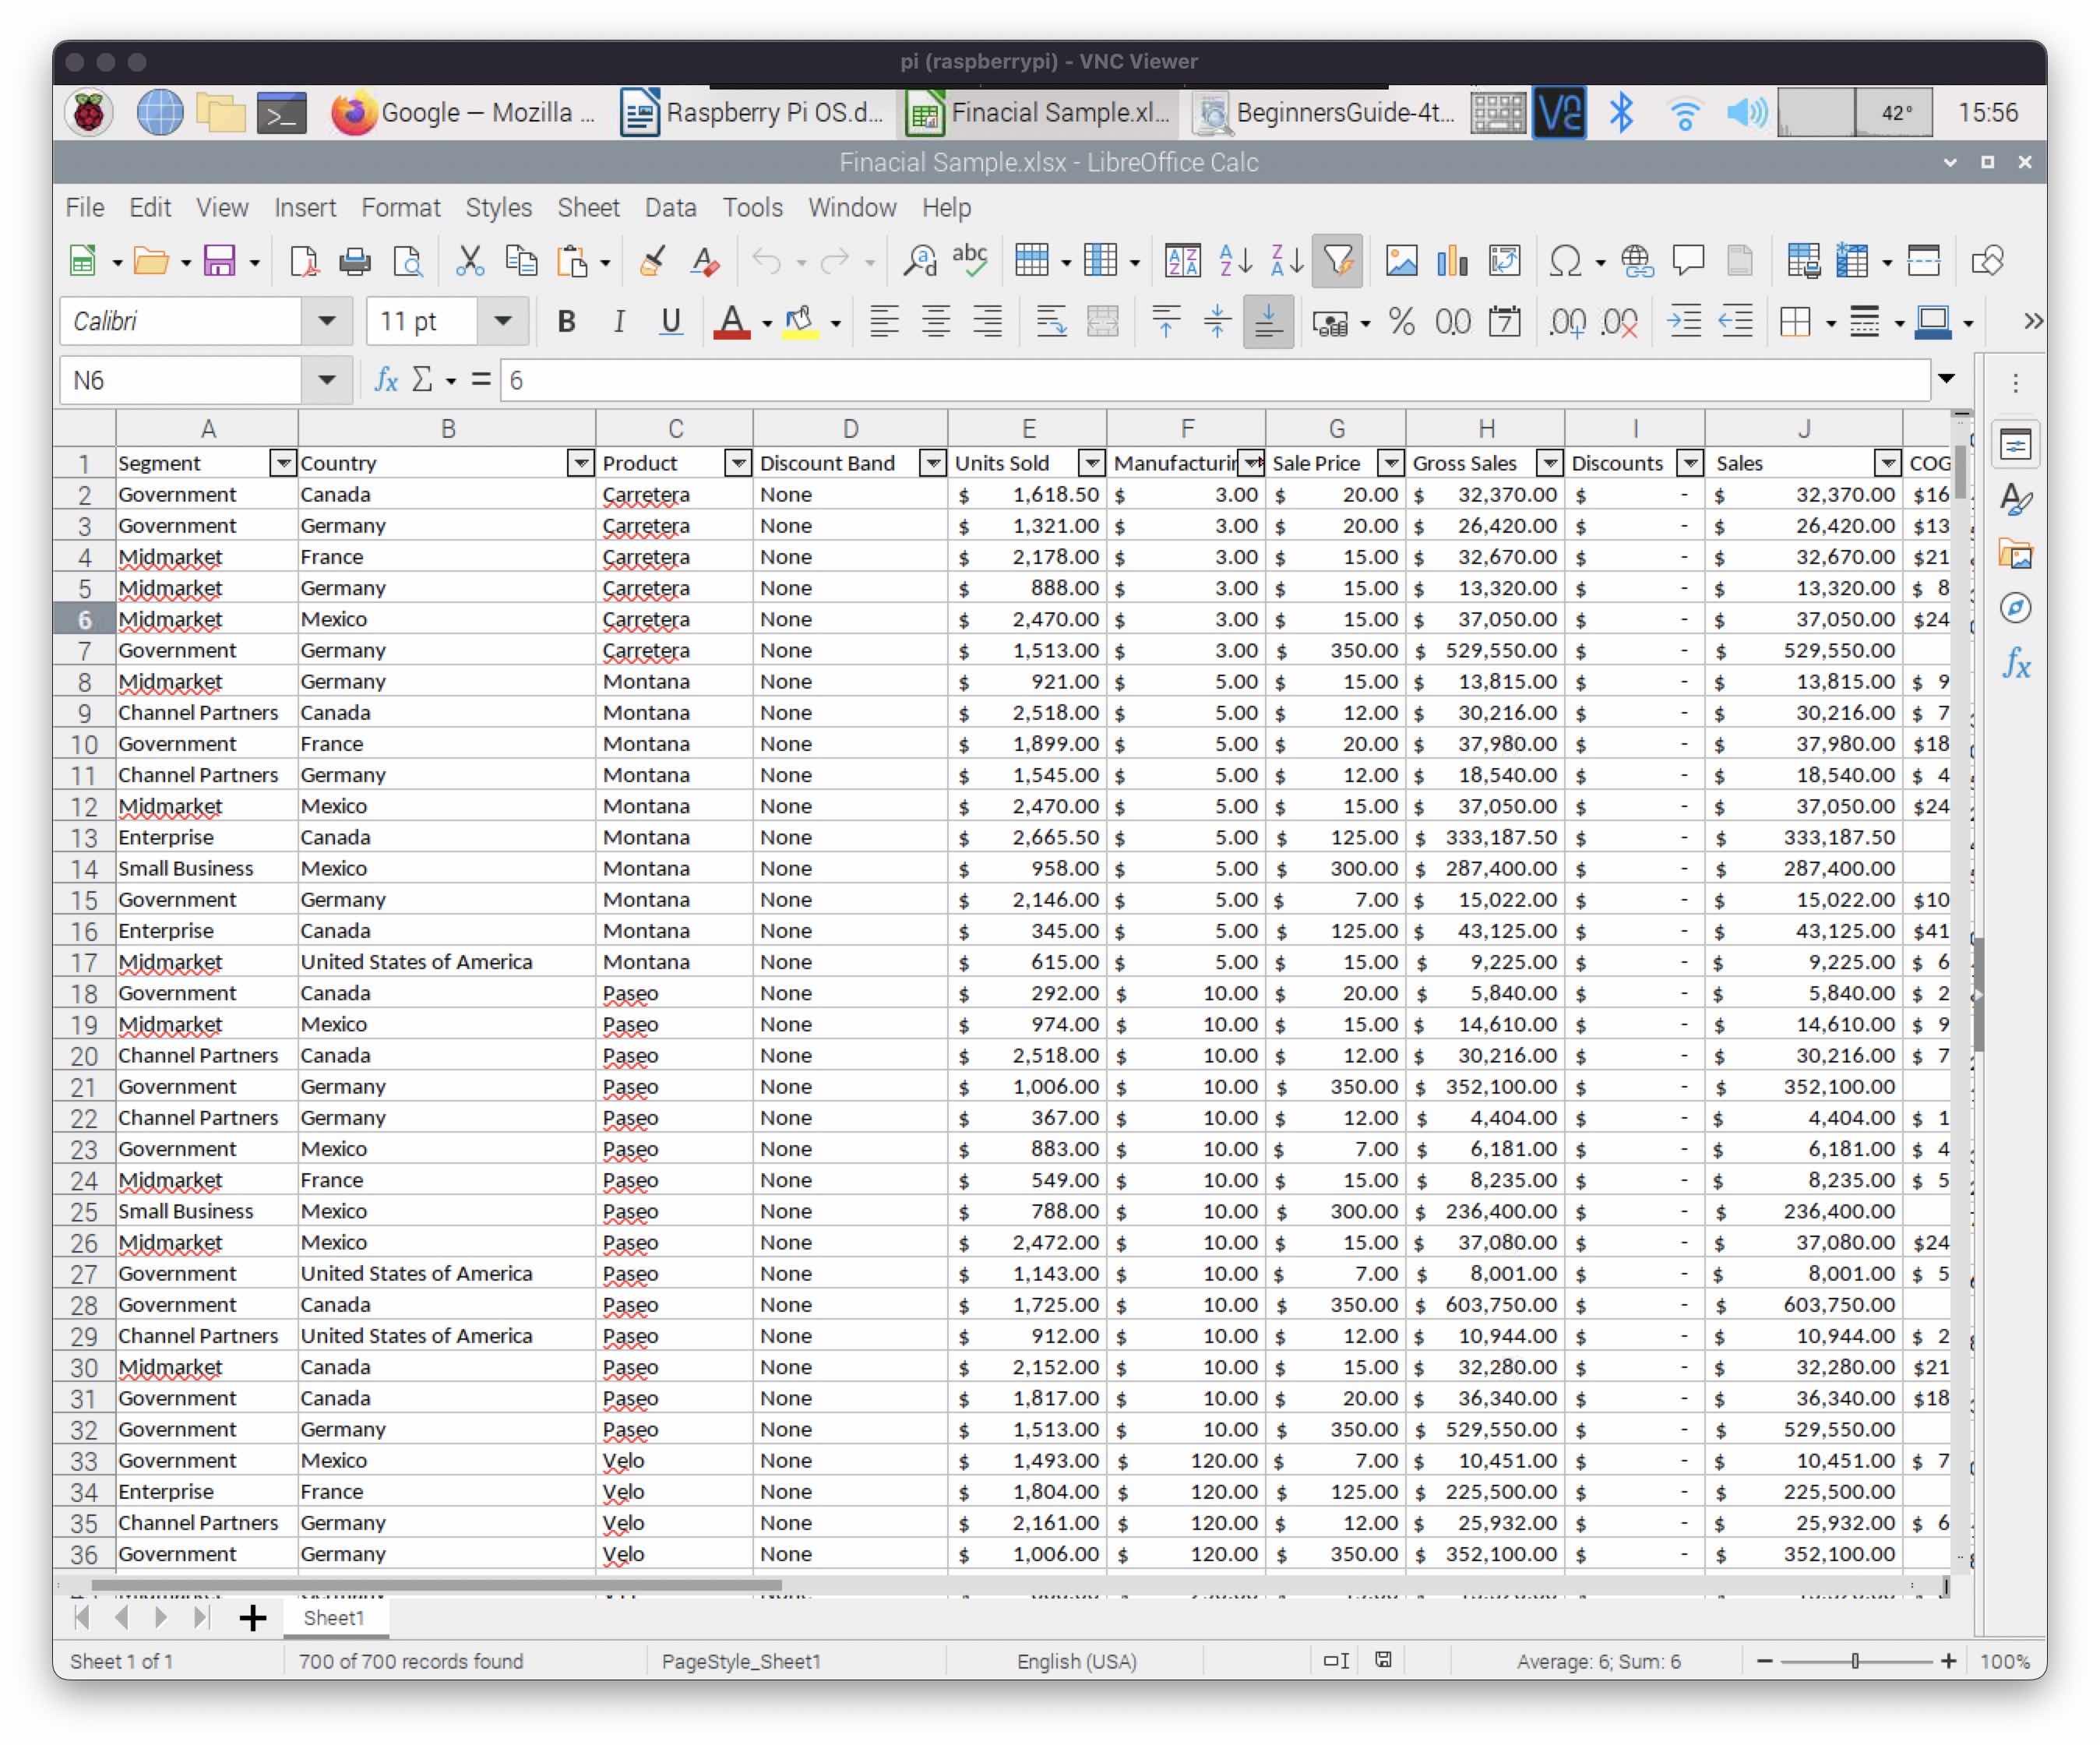 pi (raspberrypi) - VNC Viewer
Google — Mozilla ... Raspberry Pi OS.d... Finacial Sample.xl... BeginnersGuide-4t... 42° 15:56
Finacial Sample.xlsx - LibreOffice Calc
File Edit View Insert Format Styles Sheet Data Tools Window Help
Calibri 11 pt
N6 6
A B C D E F G H I J
1 Segment Country Product Discount Band Units Sold Manufacturin Sale Price Gross Sales Discounts Sales COG
2 Government Canada Carretera None $ 1,618.50 $ 3.00 $ 20.00 $ 32,370.00 $ - $ 32,370.00 $16
3 Government Germany Carretera None $ 1,321.00 $ 3.00 $ 20.00 $ 26,420.00 $ - $ 26,420.00 $13
4 Midmarket France Carretera None $ 2,178.00 $ 3.00 $ 15.00 $ 32,670.00 $ - $ 32,670.00 $21
5 Midmarket Germany Carretera None $ 888.00 $ 3.00 $ 15.00 $ 13,320.00 $ - $ 13,320.00 $ 8
6 Midmarket Mexico Carretera None $ 2,470.00 $ 3.00 $ 15.00 $ 37,050.00 $ - $ 37,050.00 $24
7 Government Germany Carretera None $ 1,513.00 $ 3.00 $ 350.00 $ 529,550.00 $ - $ 529,550.00
8 Midmarket Germany Montana None $ 921.00 $ 5.00 $ 15.00 $ 13,815.00 $ - $ 13,815.00 $ 9
9 Channel Partners Canada Montana None $ 2,518.00 $ 5.00 $ 12.00 $ 30,216.00 $ - $ 30,216.00 $ 7
10 Government France Montana None $ 1,899.00 $ 5.00 $ 20.00 $ 37,980.00 $ - $ 37,980.00 $18
11 Channel Partners Germany Montana None $ 1,545.00 $ 5.00 $ 12.00 $ 18,540.00 $ - $ 18,540.00 $ 4
12 Midmarket Mexico Montana None $ 2,470.00 $ 5.00 $ 15.00 $ 37,050.00 $ - $ 37,050.00 $24
13 Enterprise Canada Montana None $ 2,665.50 $ 5.00 $ 125.00 $ 333,187.50 $ - $ 333,187.50
14 Small Business Mexico Montana None $ 958.00 $ 5.00 $ 300.00 $ 287,400.00 $ - $ 287,400.00
15 Government Germany Montana None $ 2,146.00 $ 5.00 $ 7.00 $ 15,022.00 $ - $ 15,022.00 $10
16 Enterprise Canada Montana None $ 345.00 $ 5.00 $ 125.00 $ 43,125.00 $ - $ 43,125.00 $41
17 Midmarket United States of America Montana None $ 615.00 $ 5.00 $ 15.00 $ 9,225.00 $ - $ 9,225.00 $ 6
18 Government Canada Paseo None $ 292.00 $ 10.00 $ 20.00 $ 5,840.00 $ - $ 5,840.00 $ 2
19 Midmarket Mexico Paseo None $ 974.00 $ 10.00 $ 15.00 $ 14,610.00 $ - $ 14,610.00 $ 9
20 Channel Partners Canada Paseo None $ 2,518.00 $ 10.00 $ 12.00 $ 30,216.00 $ - $ 30,216.00 $ 7
21 Government Germany Paseo None $ 1,006.00 $ 10.00 $ 350.00 $ 352,100.00 $ - $ 352,100.00
22 Channel Partners Germany Paseo None $ 367.00 $ 10.00 $ 12.00 $ 4,404.00 $ - $ 4,404.00 $ 1
23 Government Mexico Paseo None $ 883.00 $ 10.00 $ 7.00 $ 6,181.00 $ - $ 6,181.00 $ 4
24 Midmarket France Paseo None $ 549.00 $ 10.00 $ 15.00 $ 8,235.00 $ - $ 8,235.00 $ 5
25 Small Business Mexico Paseo None $ 788.00 $ 10.00 $ 300.00 $ 236,400.00 $ - $ 236,400.00
26 Midmarket Mexico Paseo None $ 2,472.00 $ 10.00 $ 15.00 $ 37,080.00 $ - $ 37,080.00 $24
27 Government United States of America Paseo None $ 1,143.00 $ 10.00 $ 7.00 $ 8,001.00 $ - $ 8,001.00 $ 5
28 Government Canada Paseo None $ 1,725.00 $ 10.00 $ 350.00 $ 603,750.00 $ - $ 603,750.00
29 Channel Partners United States of America Paseo None $ 912.00 $ 10.00 $ 12.00 $ 10,944.00 $ - $ 10,944.00 $ 2
30 Midmarket Canada Paseo None $ 2,152.00 $ 10.00 $ 15.00 $ 32,280.00 $ - $ 32,280.00 $21
31 Government Canada Paseo None $ 1,817.00 $ 10.00 $ 20.00 $ 36,340.00 $ - $ 36,340.00 $18
32 Government Germany Paseo None $ 1,513.00 $ 10.00 $ 350.00 $ 529,550.00 $ - $ 529,550.00
33 Government Mexico Velo None $ 1,493.00 $ 120.00 $ 7.00 $ 10,451.00 $ - $ 10,451.00 $ 7
34 Enterprise France Velo None $ 1,804.00 $ 120.00 $ 125.00 $ 225,500.00 $ - $ 225,500.00
35 Channel Partners Germany Velo None $ 2,161.00 $ 120.00 $ 12.00 $ 25,932.00 $ - $ 25,932.00 $ 6
36 Government Germany Velo None $ 1,006.00 $ 120.00 $ 350.00 $ 352,100.00 $ - $ 352,100.00
Sheet1
Sheet 1 of 1 700 of 700 records found PageStyle_Sheet1 English (USA) Average: 6; Sum: 6 100%